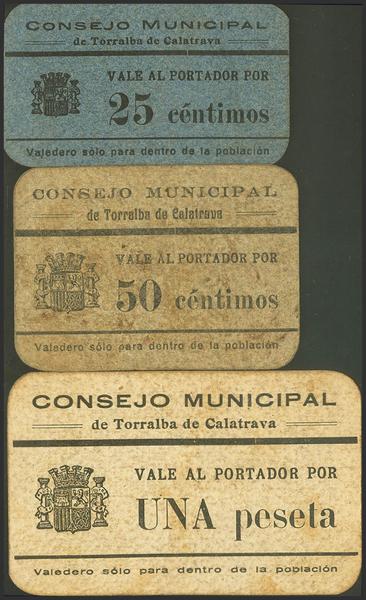 CONSEJO MUNICIPAL
de Torralba de Calatrava
VALE AL PORTADOR POR
25 céntimos
Valedero sólo para dentro de la población
CONSEJO MUNICIPAL
de Torralba de Calatrava
VALE AL PORTADOR POR
50 céntimos
Valedero sólo para dentro de la población
CONSEJO MUNICIPAL
de Torralba de Calatrava
VALE AL PORTADOR POR
UNA peseta
Valedero sólo para dentro de la población